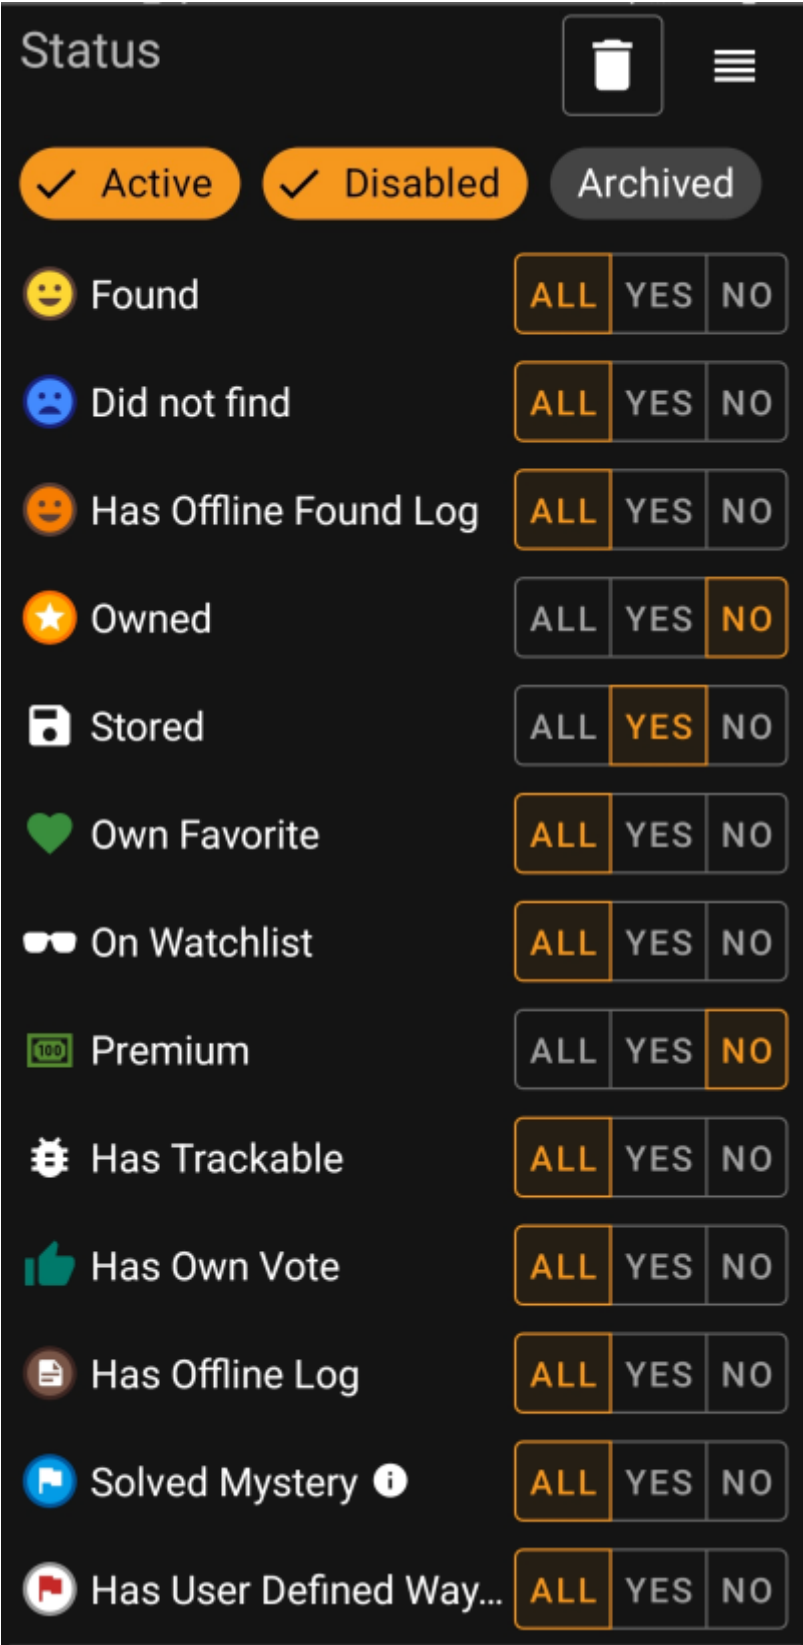 Status
Active Disabled Archived
Found ALL YES NO
Did not find ALL YES NO
Has Offline Found Log ALL YES NO
Owned ALL YES NO
Stored ALL YES NO
Own Favorite ALL YES NO
On Watchlist ALL YES NO
100 Premium ALL YES NO
Has Trackable ALL YES NO
Has Own Vote ALL YES NO
Has Offline Log ALL YES NO
Solved Mystery i ALL YES NO
Has User Defined Way... ALL YES NO